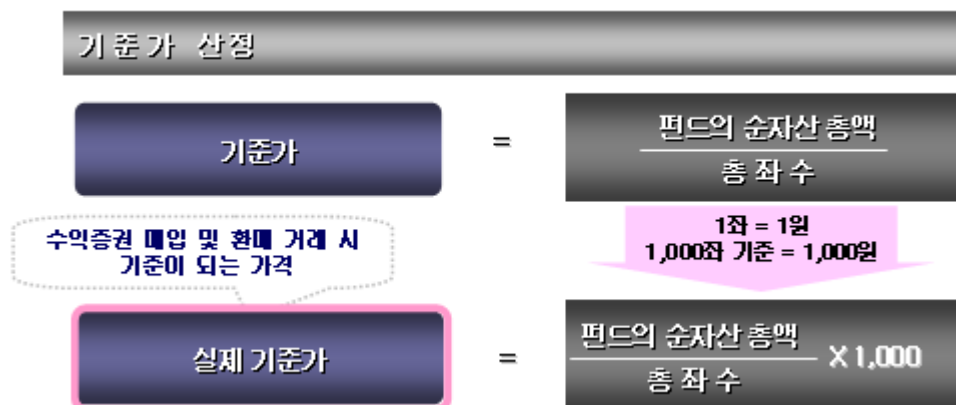 기준가 산정
기준가
=
펀드의 순자산 총액
총 좌 수
수익증권 매입 및 환매 거래 시
기준이 되는 가격
1좌 = 1원
1,000좌 기준 = 1,000원
실제 기준가
=
펀드의 순자산 총액
총 좌 수
X 1,000